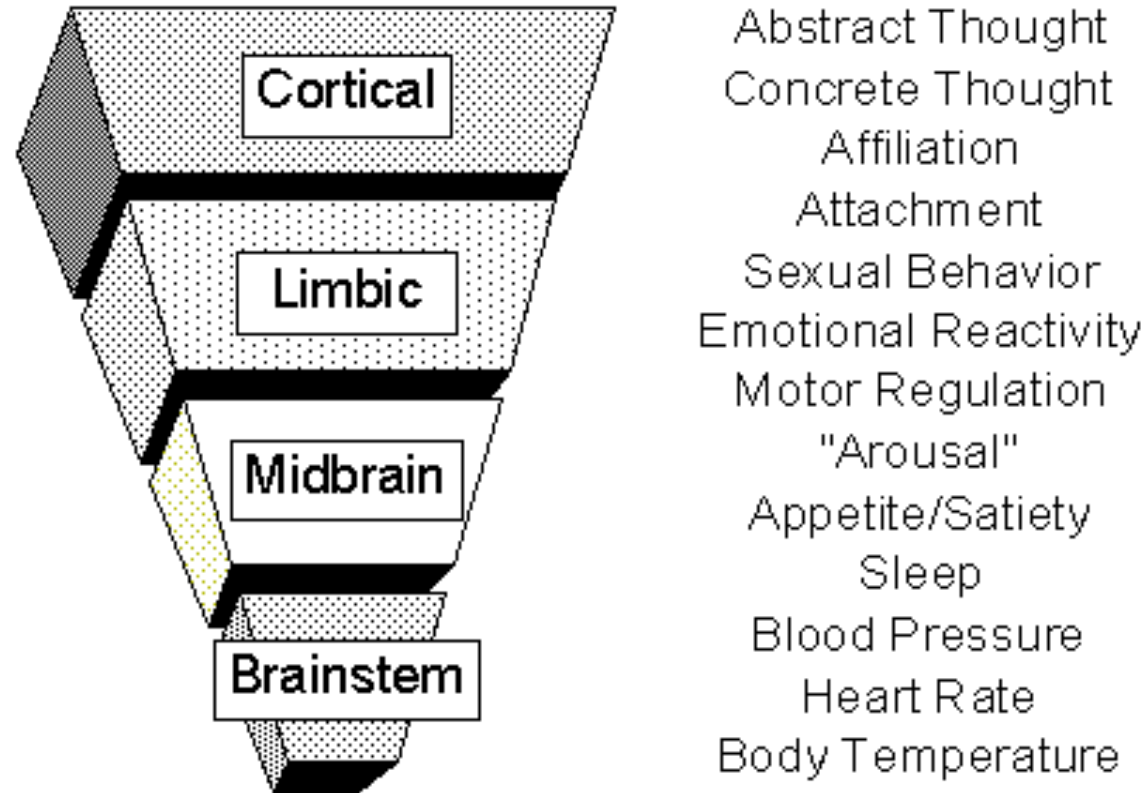 Cortical
Limbic
Midbrain
Brainstem
Abstract Thought
Concrete Thought
Affiliation
Attachment
Sexual Behavior
Emotional Reactivity
Motor Regulation
"Arousal"
Appetite/Satiety
Sleep
Blood Pressure
Heart Rate
Body Temperature